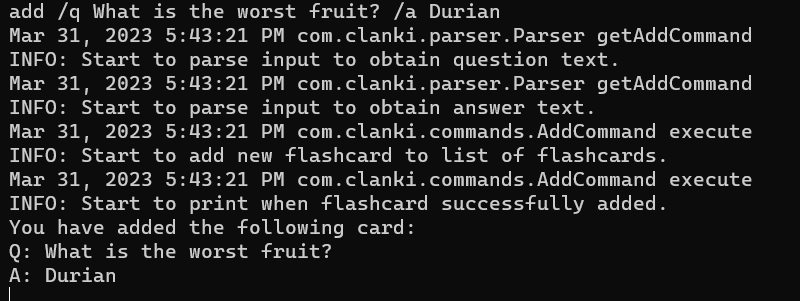 add /q What is the worst fruit? /a Durian
Mar 31, 2023 5:43:21 PM com.clanki.parser.Parser getAddCommand
INFO: Start to parse input to obtain question text.
Mar 31, 2023 5:43:21 PM com.clanki.parser.Parser getAddCommand
INFO: Start to parse input to obtain answer text.
Mar 31, 2023 5:43:21 PM com.clanki.commands.AddCommand execute
INFO: Start to add new flashcard to list of flashcards.
Mar 31, 2023 5:43:21 PM com.clanki.commands.AddCommand execute
INFO: Start to print when flashcard successfully added.
You have added the following card:
Q: What is the worst fruit?
A: Durian